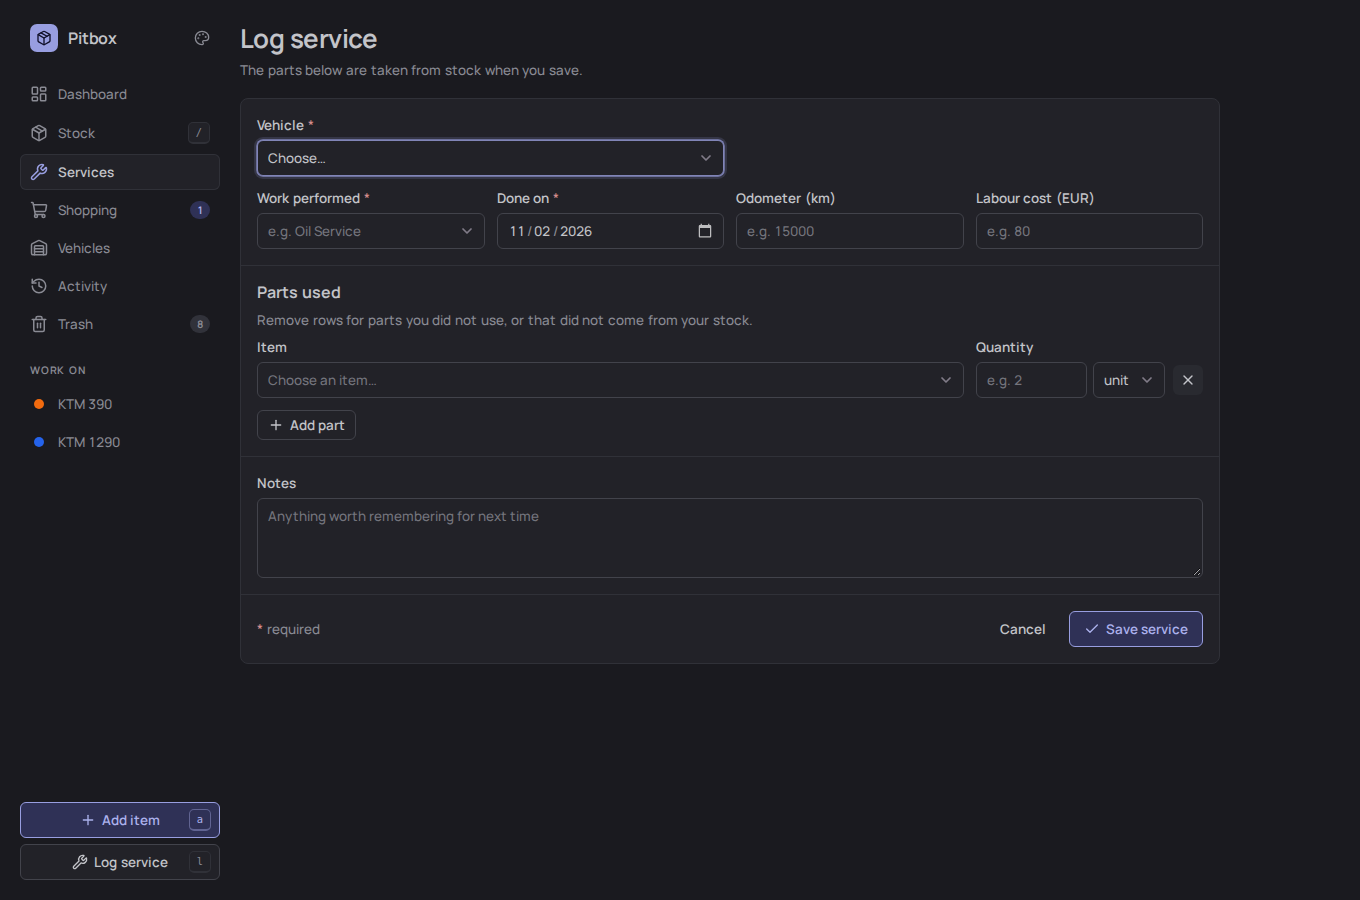 Pitbox
Dashboard
Stock /
Services
Shopping 1
Vehicles
Activity
Trash 8
WORK ON
KTM 390
KTM 1290
Add item a
Log service l
Log service
The parts below are taken from stock when you save.
Vehicle *
Choose...
Work performed * Done on * Odometer (km) Labour cost (EUR)
e.g. Oil Service 11/02/2026 e.g. 15000 e.g. 80
Parts used
Remove rows for parts you did not use, or that did not come from your stock.
Item Quantity
Choose an item... e.g. 2 unit
Add part
Notes
Anything worth remembering for next time
* required Cancel Save service